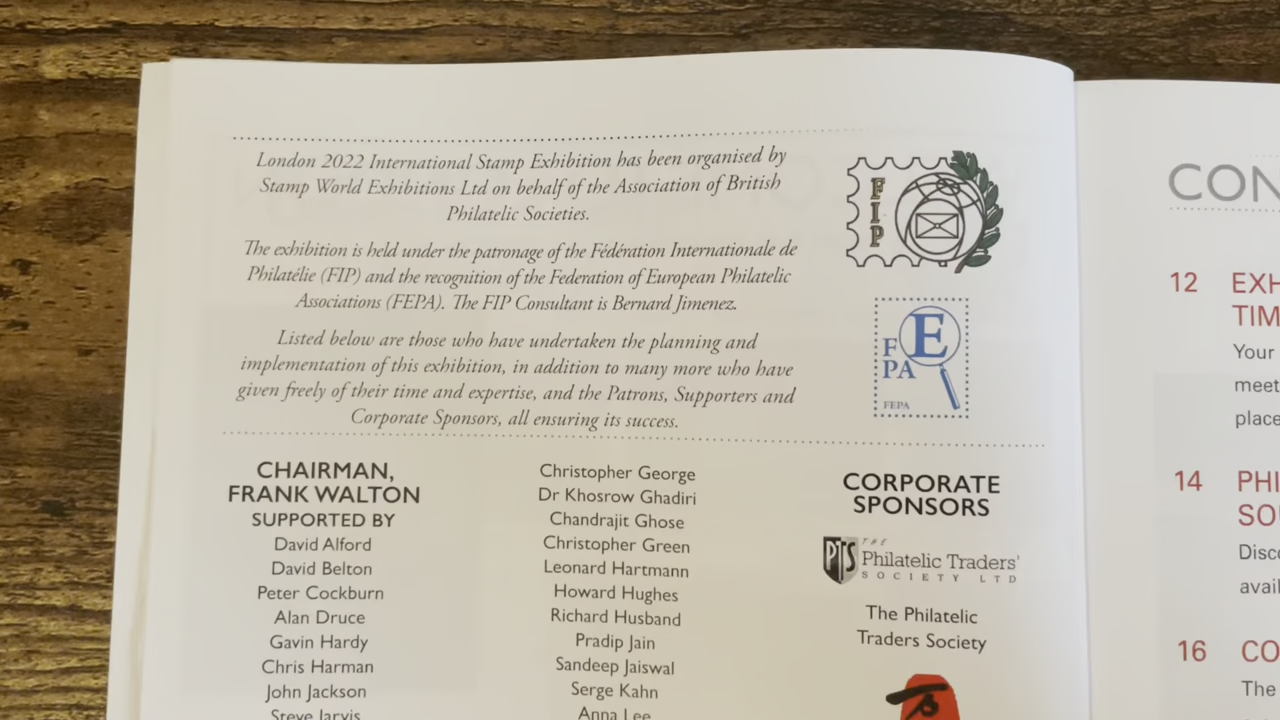 London 2022 International Stamp Exhibition has been organised by
Stamp World Exhibitions Ltd on behalf of the Association of British
Philatelic Societies.
The exhibition is held under the patronage of the Fédération Internationale de
Philatélie (FIP) and the recognition of the Federation of European Philatelic
Associations (FEPA). The FIP Consultant is Bernard Jimenez.
Listed below are those who have undertaken the planning and
implementation of this exhibition, in addition to many more who have
given freely of their time and expertise, and the Patrons, Supporters and
Corporate Sponsors, all ensuring its success.
FIP
E
F
PA
FEPA
CHAIRMAN,
FRANK WALTON
SUPPORTED BY
David Alford
David Belton
Peter Cockburn
Alan Druce
Gavin Hardy
Chris Harman
John Jackson
Steve Jarvis
Christopher George
Dr Khosrow Ghadiri
Chandrajit Ghose
Christopher Green
Leonard Hartmann
Howard Hughes
Richard Husband
Pradip Jain
Sandeep Jaiswal
Serge Kahn
Anna Lee
CORPORATE
SPONSORS
PTS
THE
Philatelic Traders'
SOCIETY LTD
The Philatelic
Traders Society
CON
12 EXH
TIM
Your
meet
place
14 PHI
SO
Disc
avail
16 CO
The